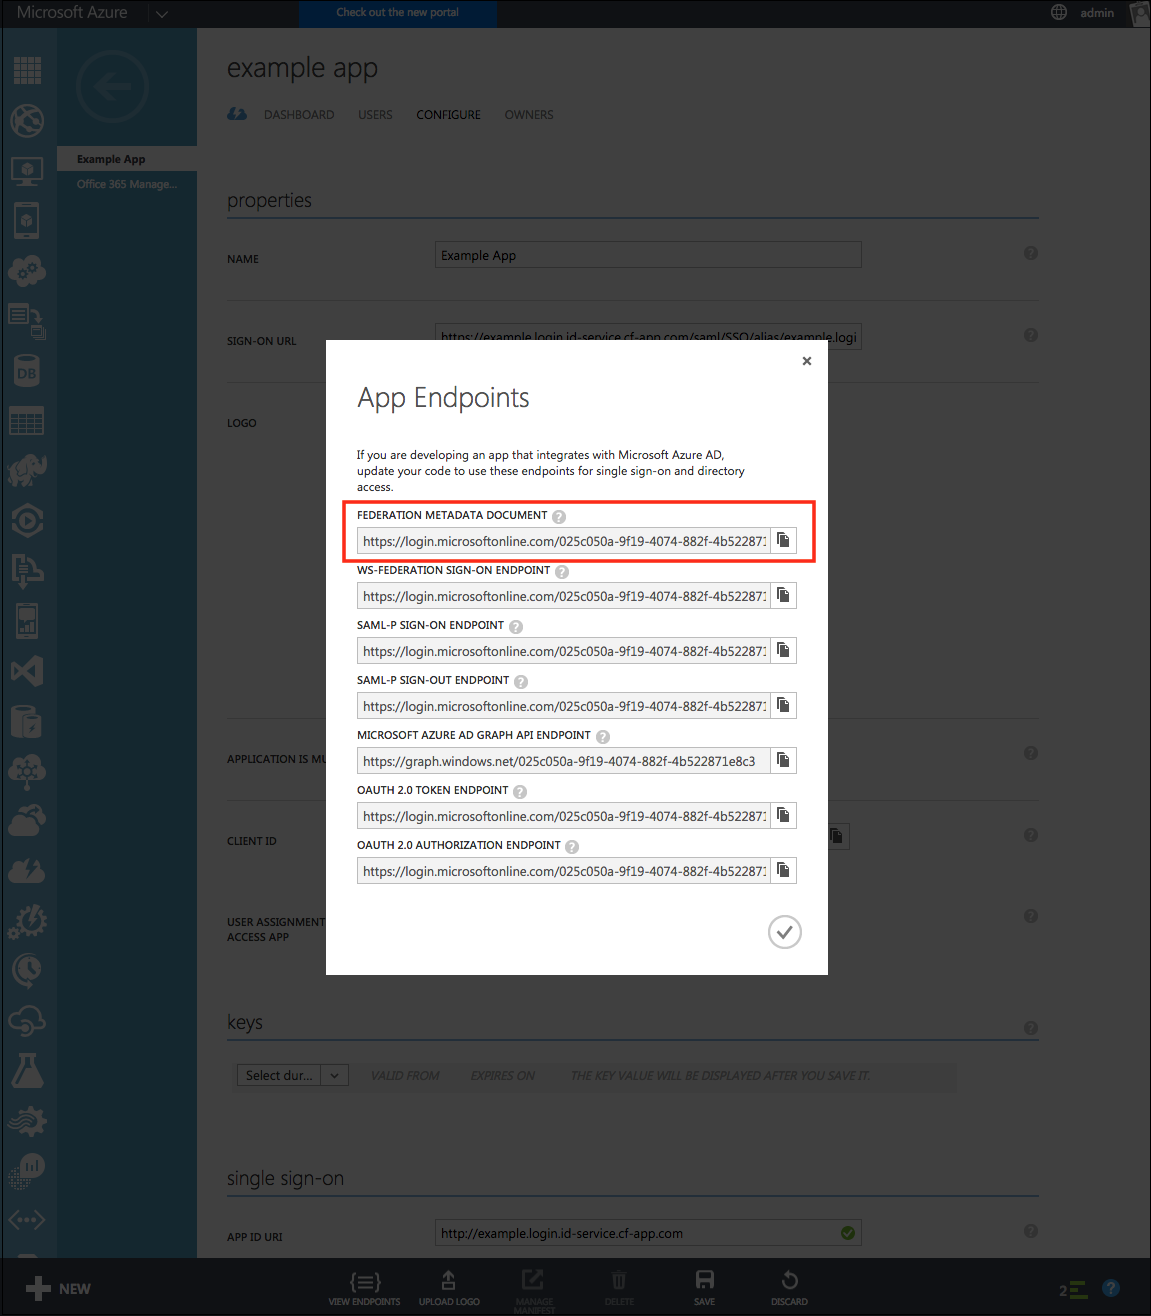 Microsoft Azure
Check out the new portal
admin
example app
DASHBOARD USERS CONFIGURE OWNERS
Example App
Office 365 Manage...
properties
NAME
Example App
SIGN-ON URL
https://example.login.id-service.cf-app.com/saml/SSO/alias/example.logi
LOGO
App Endpoints
If you are developing an app that integrates with Microsoft Azure AD,
update your code to use these endpoints for single sign-on and directory
access.
FEDERATION METADATA DOCUMENT ?
https://login.microsoftonline.com/025c050a-9f19-4074-882f-4b522871
WS-FEDERATION SIGN-ON ENDPOINT ?
https://login.microsoftonline.com/025c050a-9f19-4074-882f-4b522871
SAML-P SIGN-ON ENDPOINT ?
https://login.microsoftonline.com/025c050a-9f19-4074-882f-4b522871
SAML-P SIGN-OUT ENDPOINT ?
https://login.microsoftonline.com/025c050a-9f19-4074-882f-4b522871
MICROSOFT AZURE AD GRAPH API ENDPOINT ?
https://graph.windows.net/025c050a-9f19-4074-882f-4b522871e8c3
OAUTH 2.0 TOKEN ENDPOINT ?
https://login.microsoftonline.com/025c050a-9f19-4074-882f-4b522871
OAUTH 2.0 AUTHORIZATION ENDPOINT ?
https://login.microsoftonline.com/025c050a-9f19-4074-882f-4b522871
APPLICATION IS MU
CLIENT ID
USER ASSIGNMENT
ACCESS APP
keys
Select dur... VALID FROM EXPIRES ON THE KEY VALUE WILL BE DISPLAYED AFTER YOU SAVE IT.
single sign-on
APP ID URI
http://example.login.id-service.cf-app.com
DB
NEW
VIEW ENDPOINTS
UPLOAD LOGO
MANAGE
MANIFEST
DELETE
SAVE
DISCARD
2
?